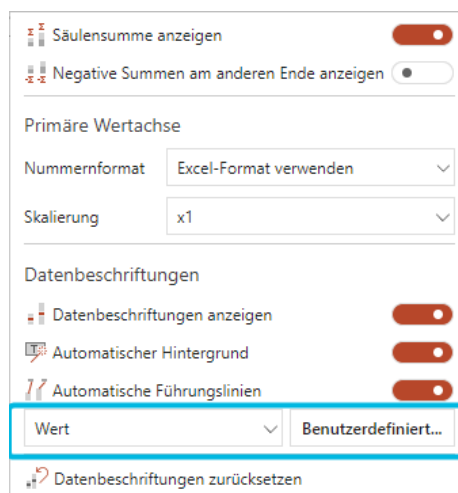 Säulensumme anzeigen
Negative Summen am anderen Ende anzeigen
Primäre Wertachse
Nummernformat Excel-Format verwenden
Skalierung x1
Datenbeschriftungen
Datenbeschriftungen anzeigen
Automatischer Hintergrund
Automatische Führungslinien
Wert Benutzerdefiniert...
Datenbeschriftungen zurücksetzen